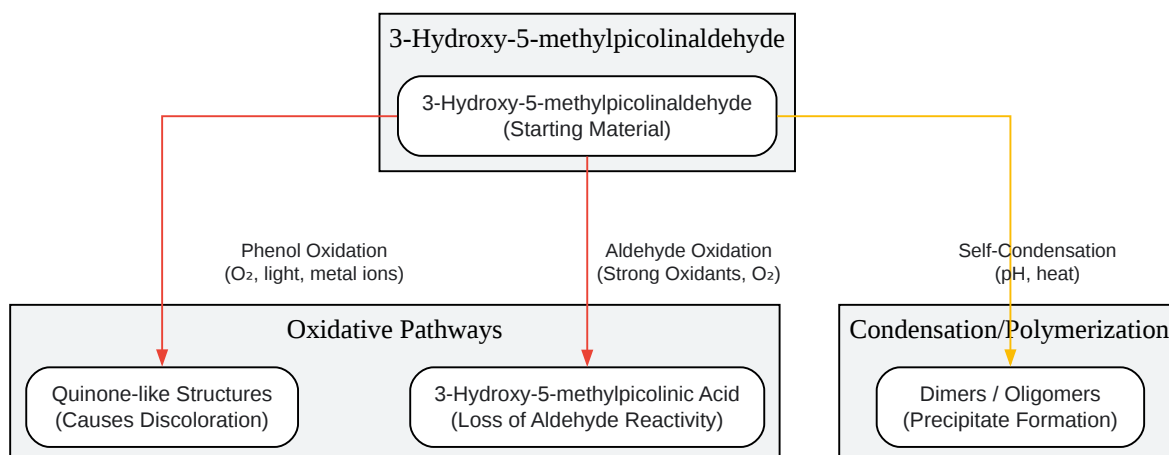 3-Hydroxy-5-methylpicolinaldehyde
3-Hydroxy-5-methylpicolinaldehyde
(Starting Material)
Phenol Oxidation
(O₂, light, metal ions)
Aldehyde Oxidation
(Strong Oxidants, O₂)
Self-Condensation
(pH, heat)
Oxidative Pathways
Quinone-like Structures
(Causes Discoloration)
3-Hydroxy-5-methylpicolinic Acid
(Loss of Aldehyde Reactivity)
Condensation/Polymerization
Dimers / Oligomers
(Precipitate Formation)